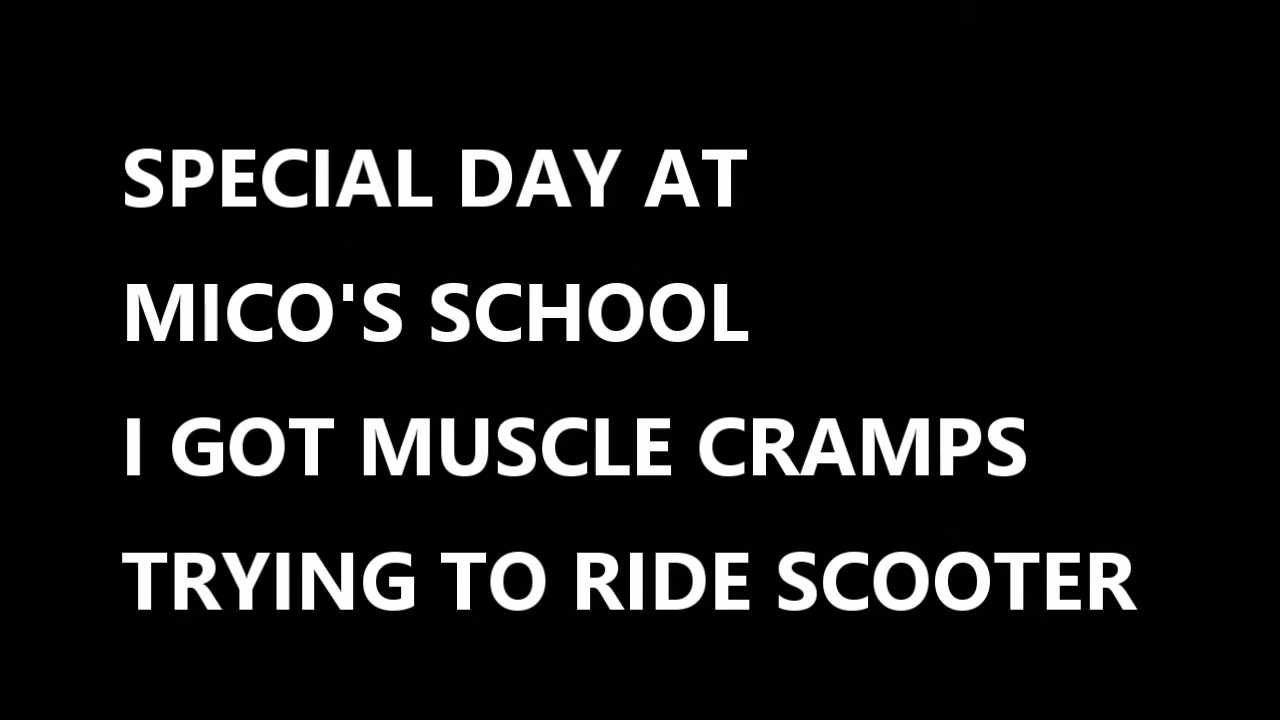 SPECIAL DAY AT
MICO'S SCHOOL
I GOT MUSCLE CRAMPS
TRYING TO RIDE SCOOTER